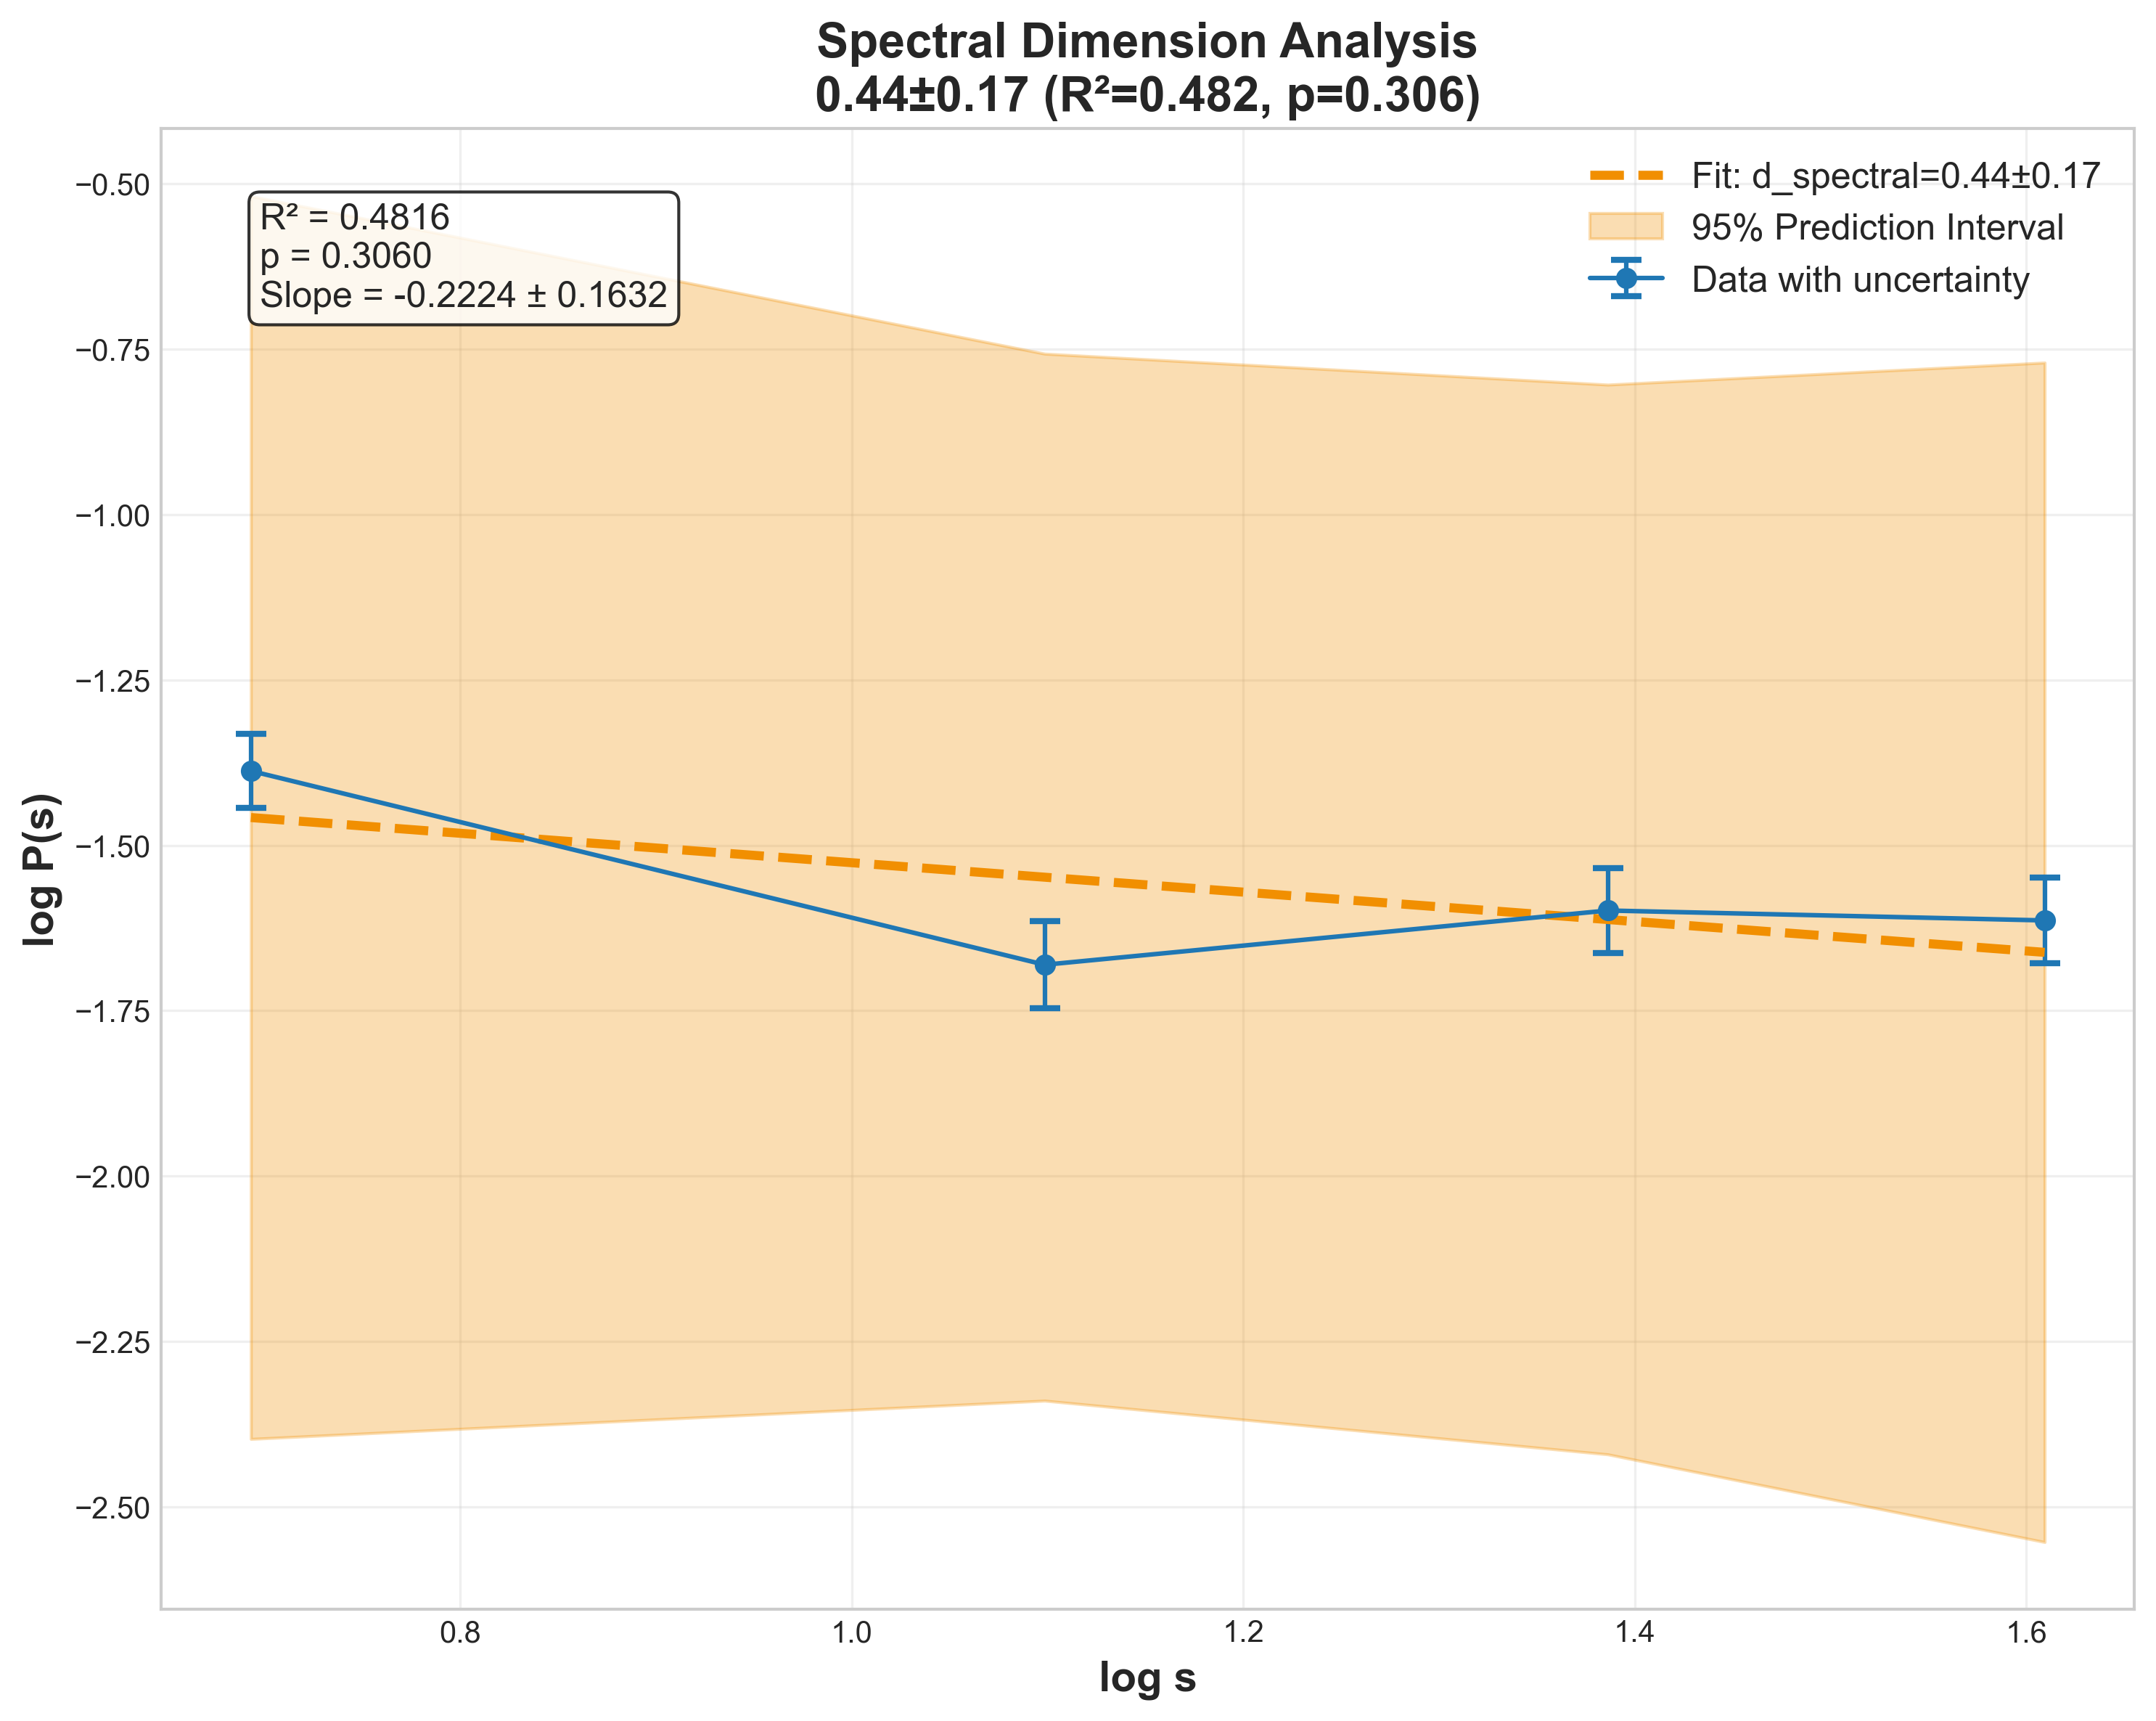 Spectral Dimension Analysis
0.44±0.17 (R²=0.482, p=0.306)
R² = 0.4816
p = 0.3060
Slope = -0.2224 ± 0.1632
Fit: d_spectral=0.44±0.17
95% Prediction Interval
Data with uncertainty
log P(s)
−0.50
−0.75
−1.00
−1.25
−1.50
−1.75
−2.00
−2.25
−2.50
0.8
1.0
1.2
1.4
1.6
log s